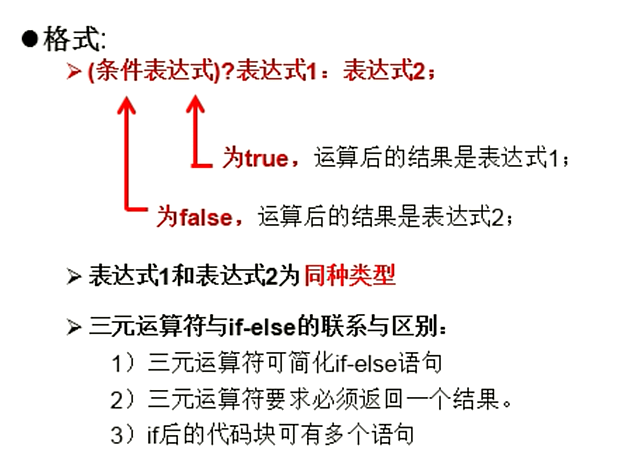 ●格式:
➢(条件表达式)?表达式1：表达式2；
为true，运算后的结果是表达式1；
为false，运算后的结果是表达式2；
➢表达式1和表达式2为同种类型
➢三元运算符与if-else的联系与区别：
1）三元运算符可简化if-else语句
2）三元运算符要求必须返回一个结果。
3）if后的代码块可有多个语句